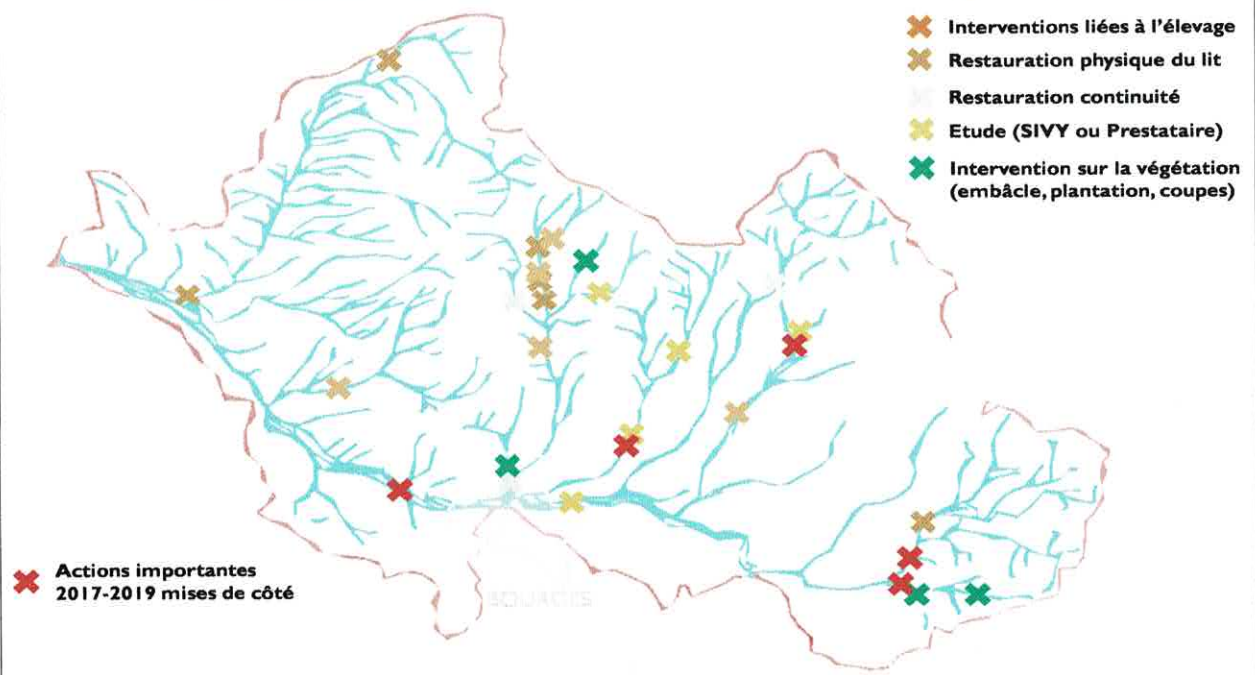 Interventions liées à l'élevage
Restauration physique du lit
Restauration continuité
Etude (SIVY ou Prestataire)
Intervention sur la végétation
(embâcle, plantation, coupes)
Actions importantes
2017-2019 mises de côté